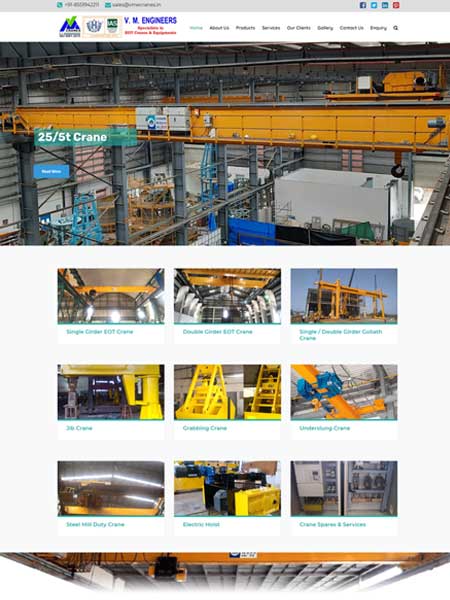 sales@vmecranes.in
V. M. ENGINEERS
Specialists in
EOT Cranes & Equipments
IAS
Home About Us Products Services Our Clients Gallery Contact Us Enquiry
25/5t Crane
Read More
Single Girder EOT Crane
Double Girder EOT Crane
Single / Double Girder Goliath
Crane
Jib Crane
Grabbing Crane
Underslung Crane
Steel Mill Duty Crane
Electric Hoist
Crane Spares & Services